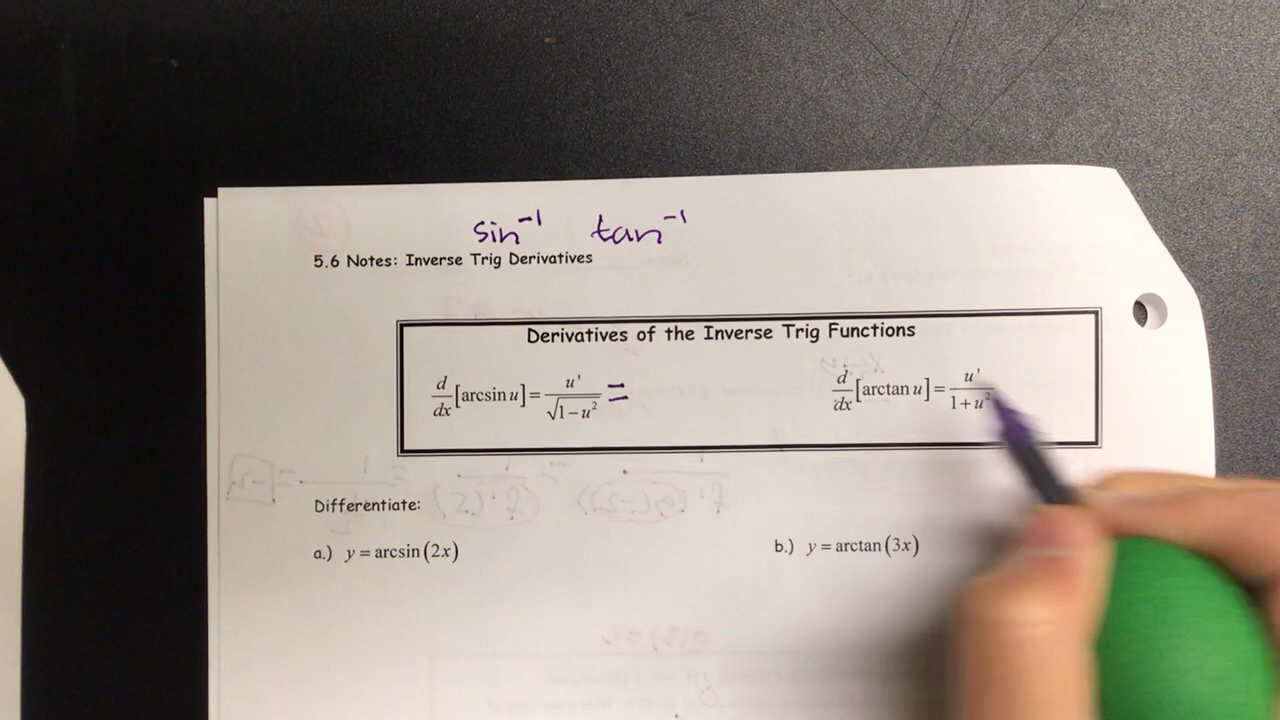 sin⁻¹ tan⁻¹
5.6 Notes: Inverse Trig Derivatives
Derivatives of the Inverse Trig Functions
d/dx [arcsin u] = u'/√(1−u²) = d/dx [arctan u] = u'/(1+u²)
Differentiate:
a.) y = arcsin(2x) b.) y = arctan(3x)